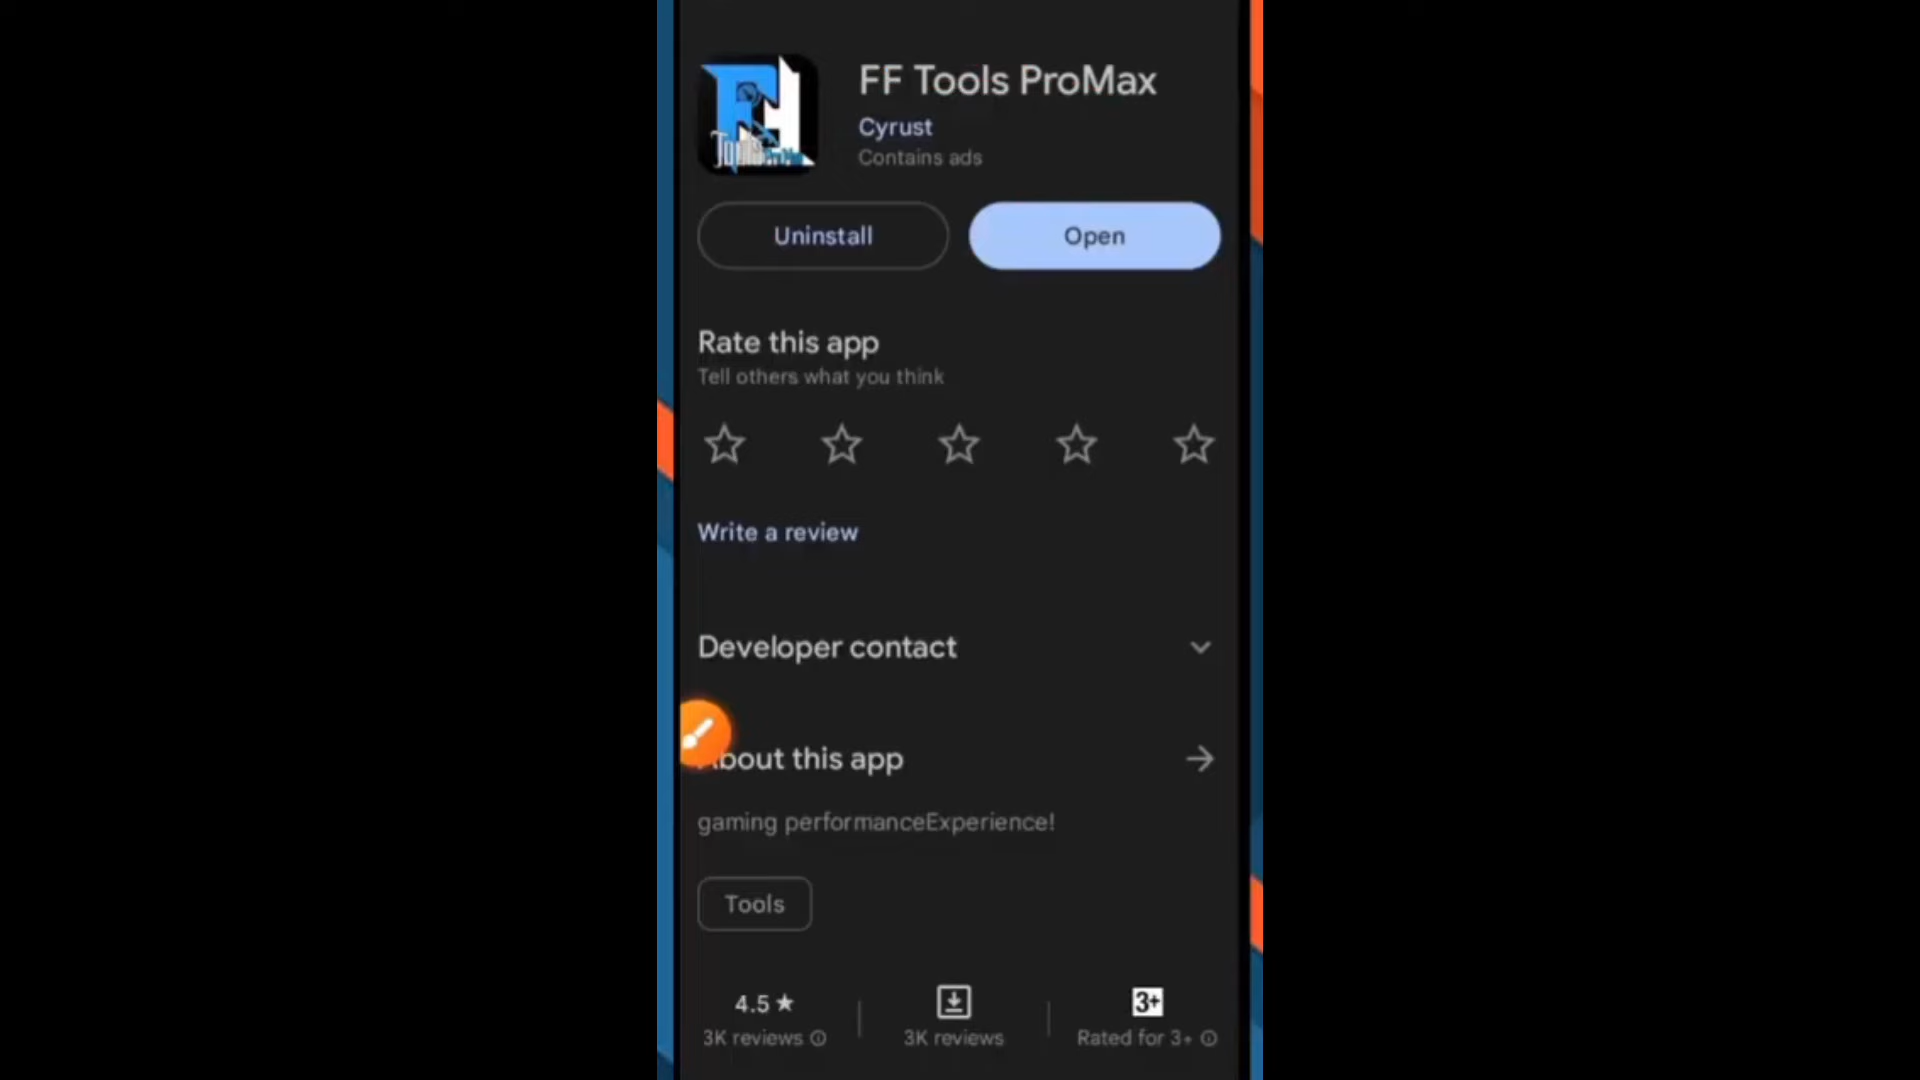 FF Tools ProMax
Cyrust
Contains ads
Uninstall
Open
Rate this app
Tell others what you think
Write a review
Developer contact
About this app
gaming performanceExperience!
Tools
4.5 ★
3K reviews
3K reviews
3+
Rated for 3+